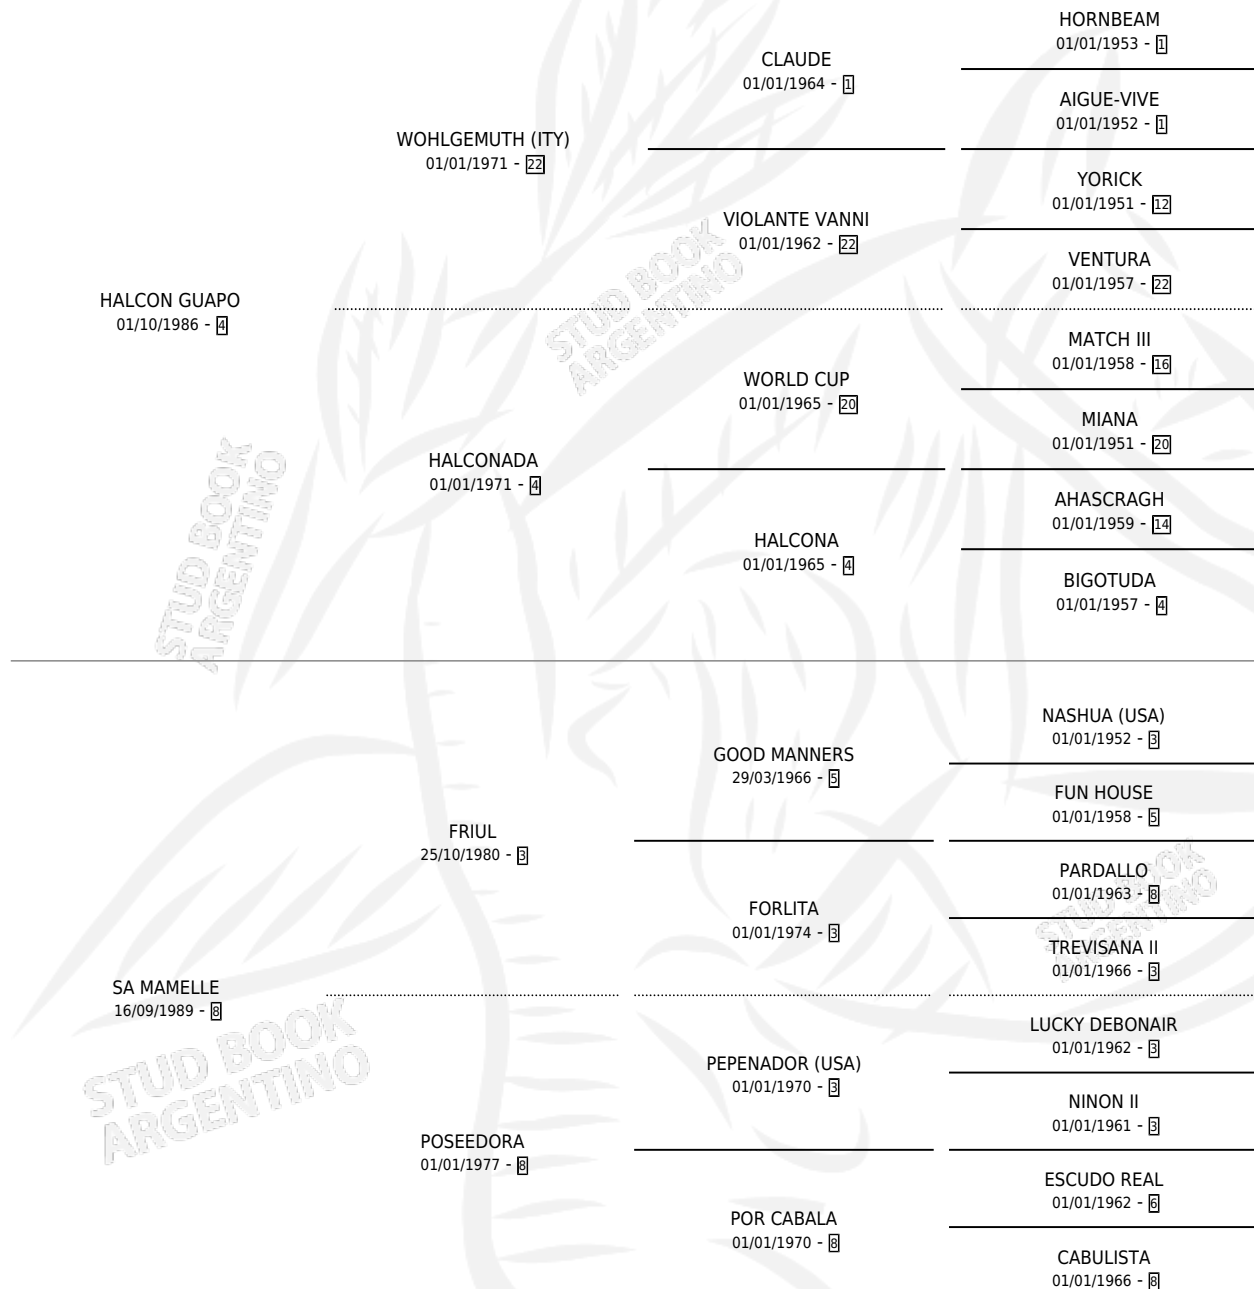 HORNBEAM
01/01/1953 - 1
CLAUDE
01/01/1964 - 1
AIGUE-VIVE
01/01/1952 - 1
WOHLGEMUTH (ITY)
01/01/1971 - 22
YORICK
01/01/1951 - 12
VIOLANTE VANNI
01/01/1962 - 22
VENTURA
01/01/1957 - 22
HALCON GUAPO
01/10/1986 - 4
MATCH III
01/01/1958 - 16
WORLD CUP
01/01/1965 - 20
MIANA
01/01/1951 - 20
HALCONADA
01/01/1971 - 4
AHASCRAGH
01/01/1959 - 14
HALCONA
01/01/1965 - 4
BIGOTUDA
01/01/1957 - 4
STUD BOOK
ARGENTINO
STUD BOOK
ARGENTINO
NASHUA (USA)
01/01/1952 - 3
GOOD MANNERS
29/03/1966 - 5
FUN HOUSE
01/01/1958 - 5
FRIUL
25/10/1980 - 3
PARDALLO
01/01/1963 - 8
FORLITA
01/01/1974 - 3
TREVISANA II
01/01/1966 - 3
STUD BOOK
ARGENTINO
SA MAMELLE
16/09/1989 - 8
LUCKY DEBONAIR
01/01/1962 - 3
PEPENADOR (USA)
01/01/1970 - 3
NINON II
01/01/1961 - 3
STUD BOOK
ARGENTINO
POSEEDORA
01/01/1977 - 8
ESCUDO REAL
01/01/1962 - 6
POR CABALA
01/01/1970 - 8
CABULISTA
01/01/1966 - 8